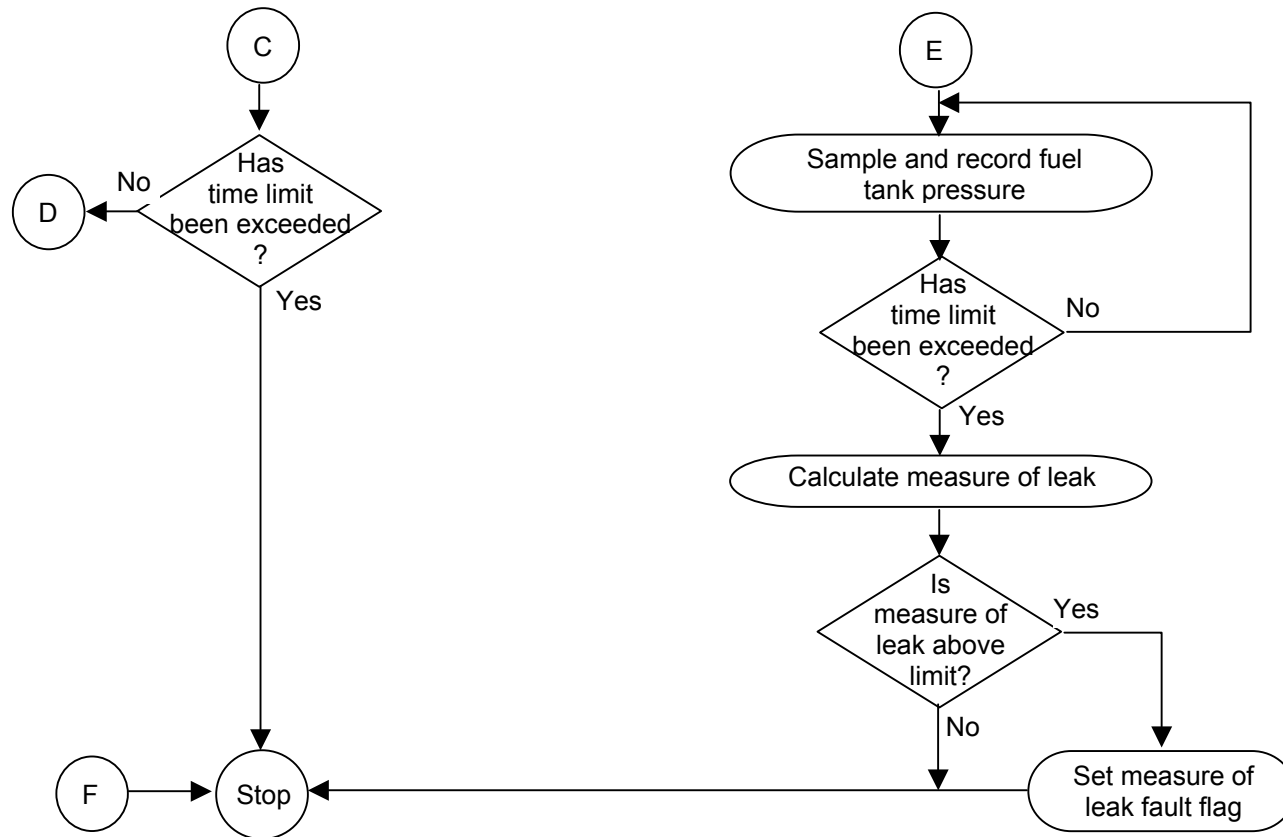 C
Has
time limit
been exceeded
?
No
D
Yes
F
Stop
E
Sample and record fuel
tank pressure
Has
time limit
been exceeded
?
No
Yes
Calculate measure of leak
Is
measure of
leak above
limit?
Yes
No
Set measure of
leak fault flag